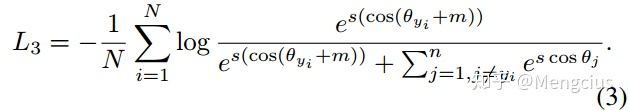 L₃ = −\frac{1}{N} \sum_{i=1}^{N} \log \frac{e^{s(\cos(\theta_{y_i}+m))}}{e^{s(\cos(\theta_{y_i}+m))} + \sum_{j=1,j\neq y_i}^{n} e^{s \cos \theta_j}}.
知乎 @Mengcius
(3)